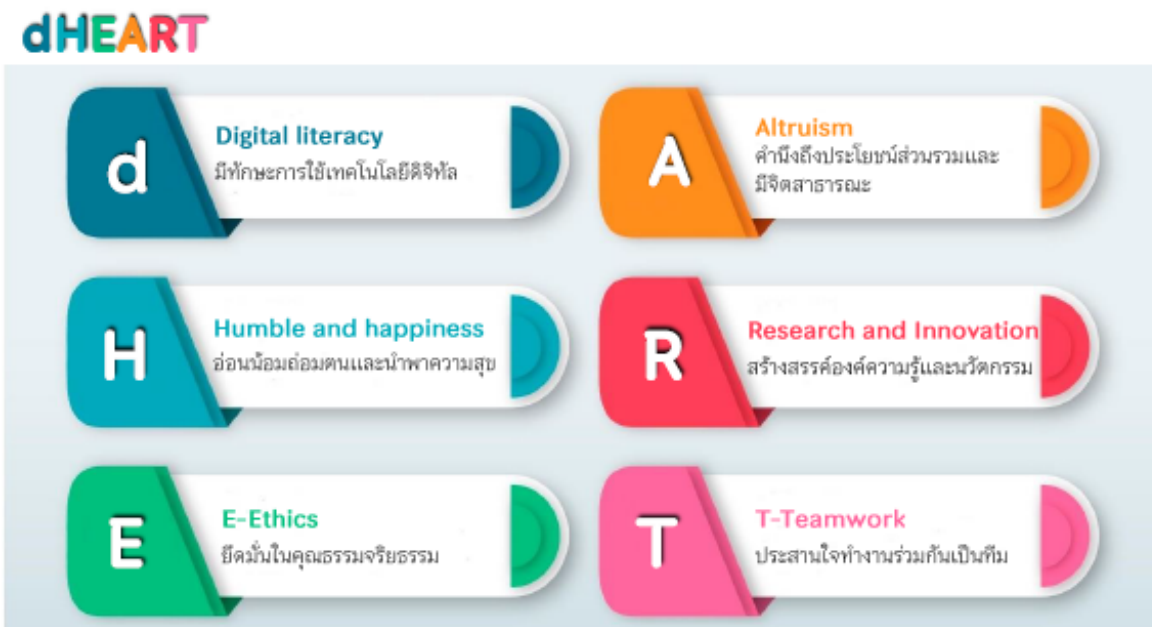 dHEART
d
Digital literacy
มีทักษะการใช้เทคโนโลยีดิจิทัล
H
Humble and happiness
อ่อนน้อมถ่อมตนและนำพาความสุข
E
E-Ethics
ยึดมั่นในคุณธรรมจริยธรรม
A
Altruism
คำนึงถึงประโยชน์ส่วนรวมและ
มีจิตสาธารณะ
R
Research and Innovation
สร้างสรรค์องค์ความรู้และนวัตกรรม
T
T-Teamwork
ประสานใจทำงานร่วมกันเป็นทีม